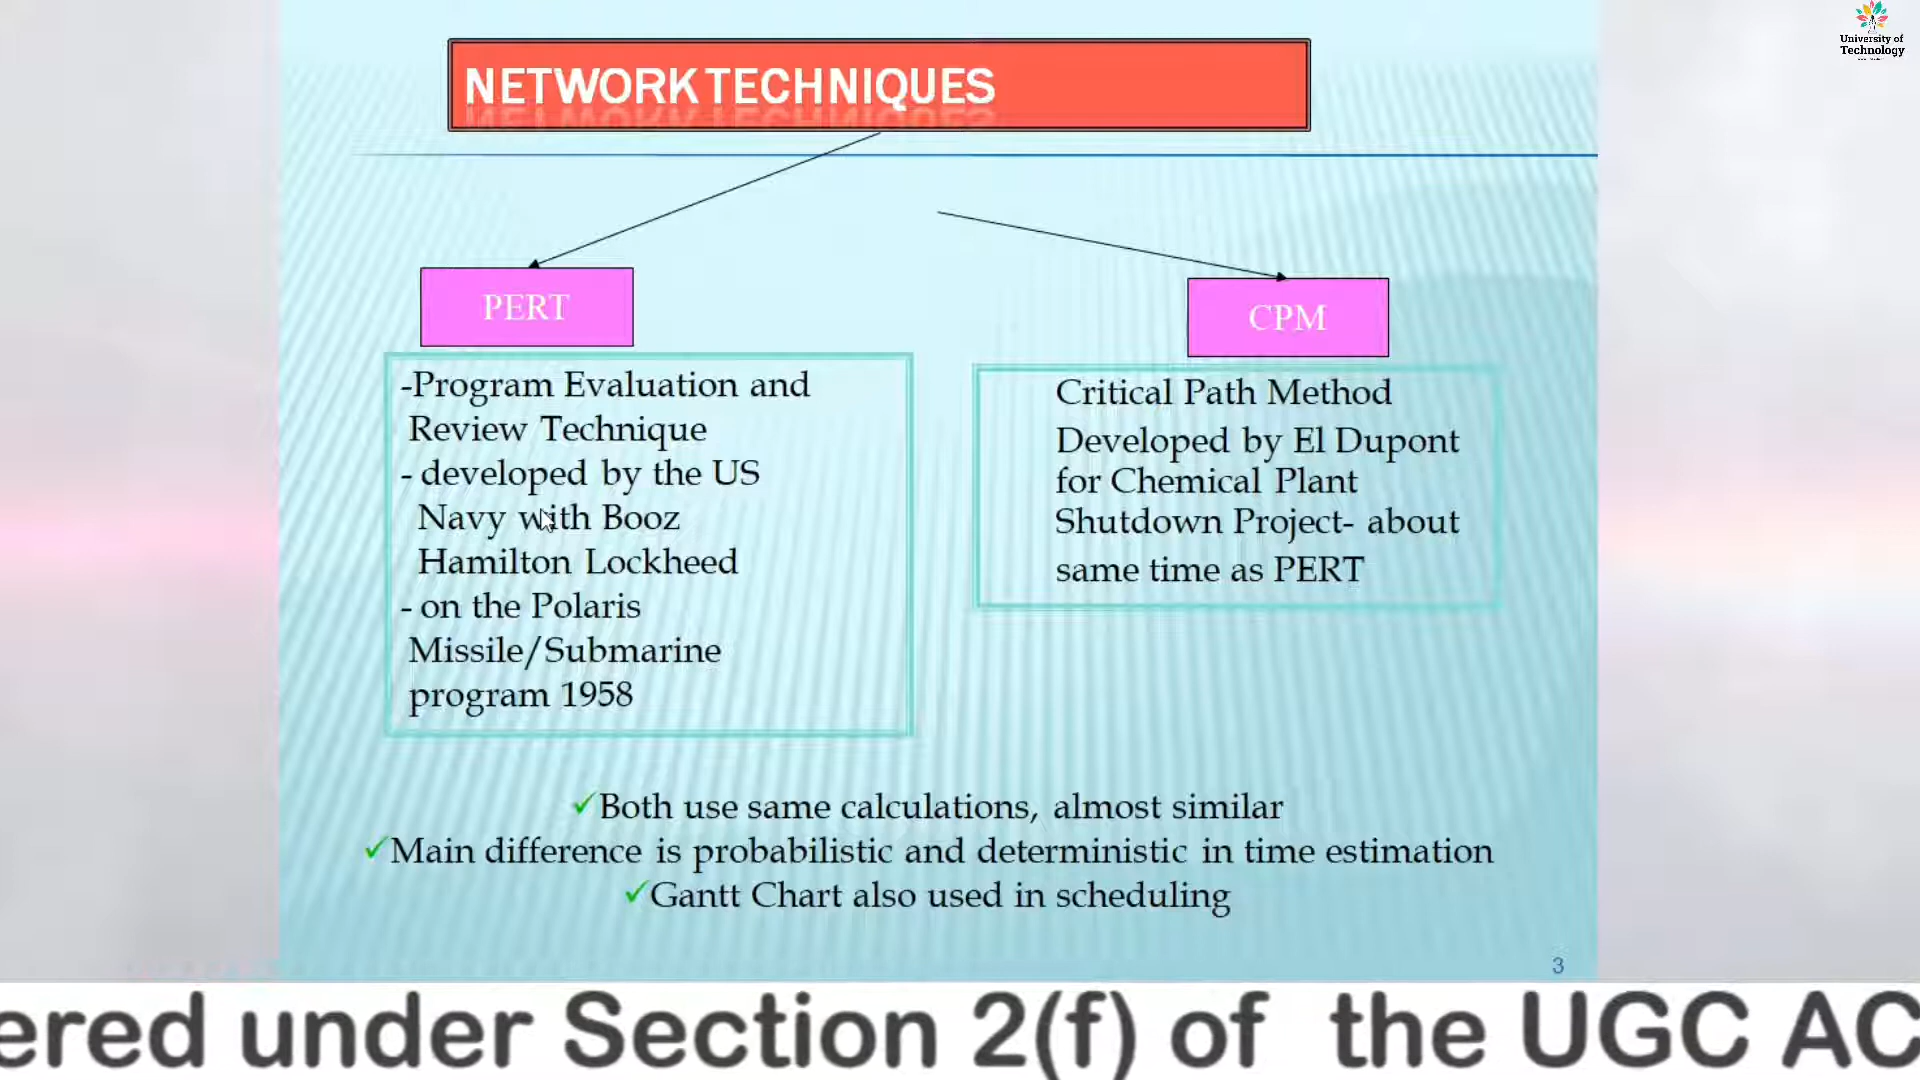 University of
Technology
NETWORK TECHNIQUES
PERT
CPM
-Program Evaluation and
Review Technique
- developed by the US
Navy with Booz
Hamilton Lockheed
- on the Polaris
Missile/Submarine
program 1958
Critical Path Method
Developed by El Dupont
for Chemical Plant
Shutdown Project- about
same time as PERT
✓Both use same calculations, almost similar
✓Main difference is probabilistic and deterministic in time estimation
✓Gantt Chart also used in scheduling
3
ered under Section 2(f) of the UGC AC